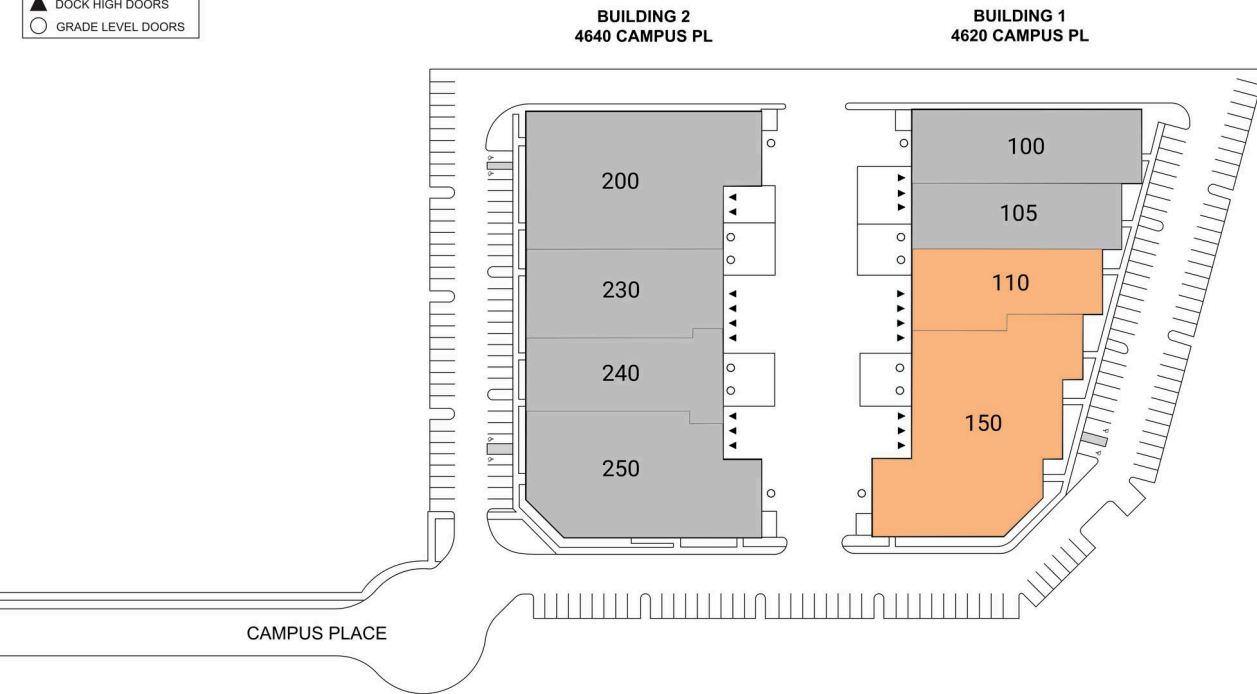 DOCK HIGH DOORS
GRADE LEVEL DOORS
BUILDING 2
4640 CAMPUS PL
BUILDING 1
4620 CAMPUS PL
200
230
240
250
100
105
110
150
CAMPUS PLACE